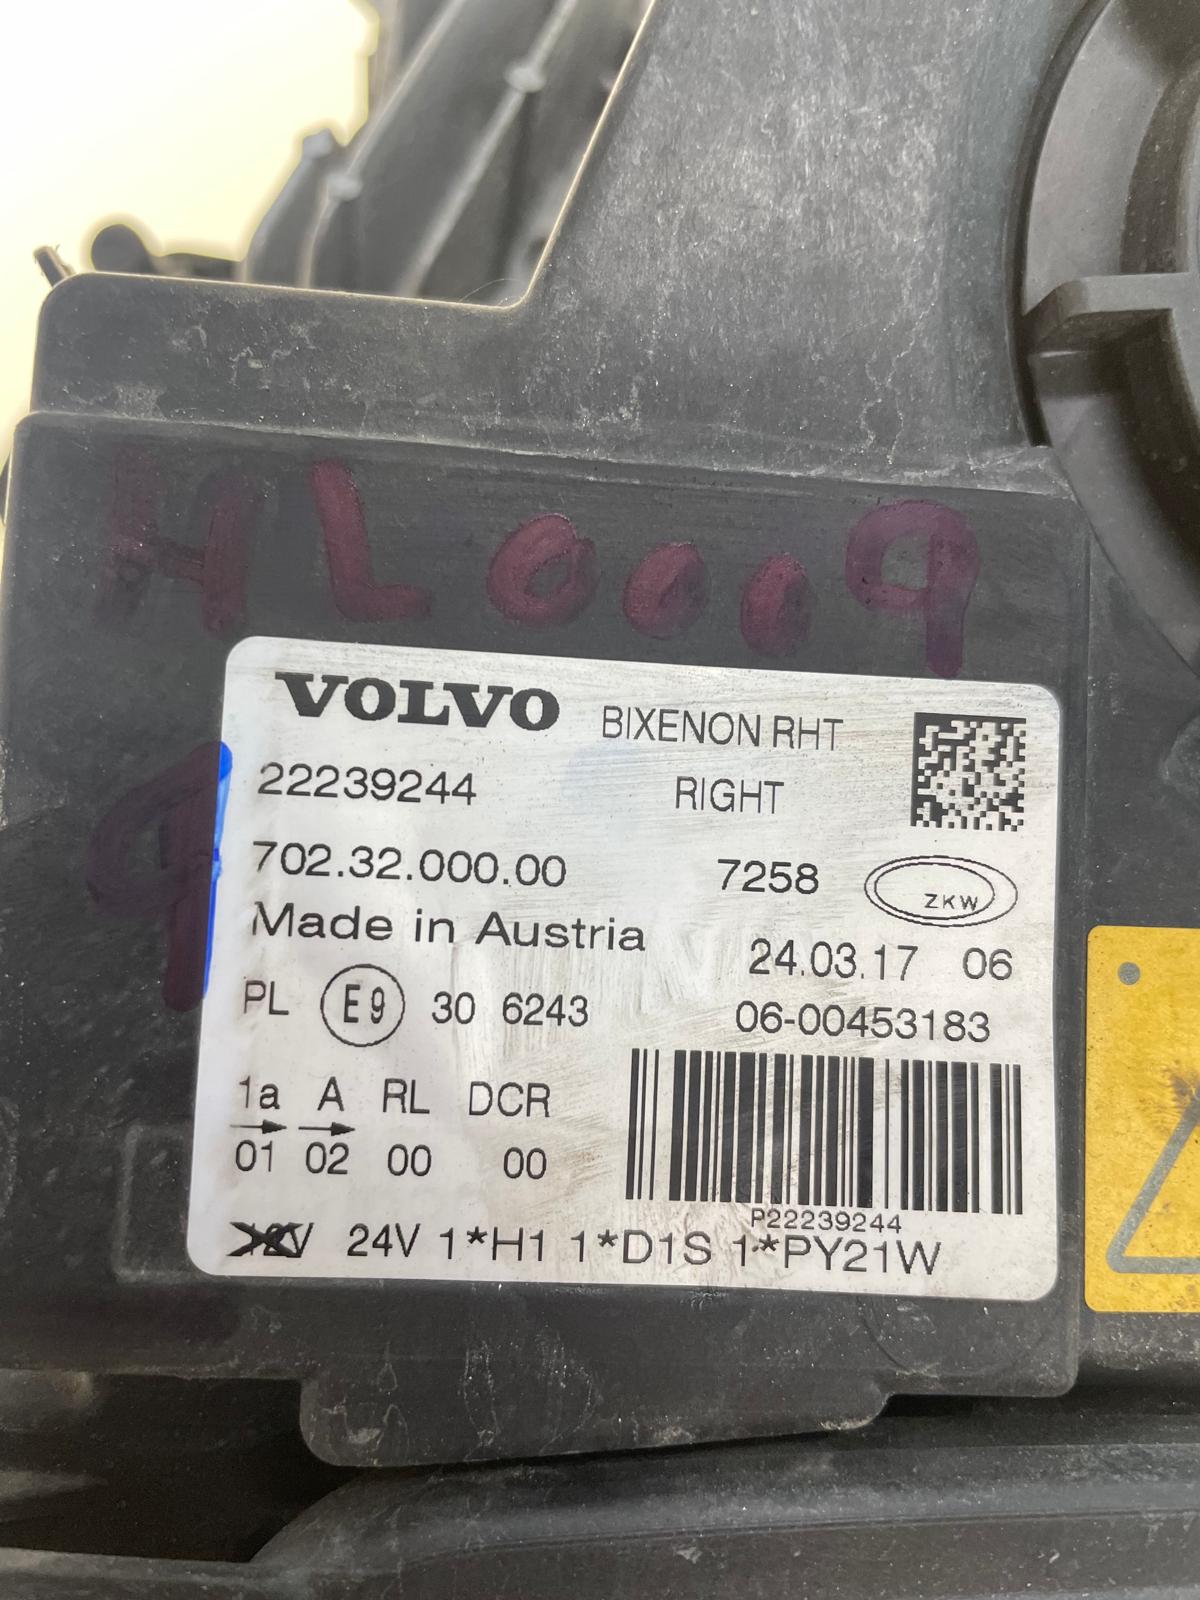 HL0009
9
VOLVO BIXENON RHT
22239244 RIGHT
702.32.000.00 7258 ZKW
Made in Austria 24.03.17 06
PL E9 30 6243 06-00453183
1a A RL DCR
01 02 00 00
P22239244
12V 24V 1*H1 1*D1S 1*PY21W